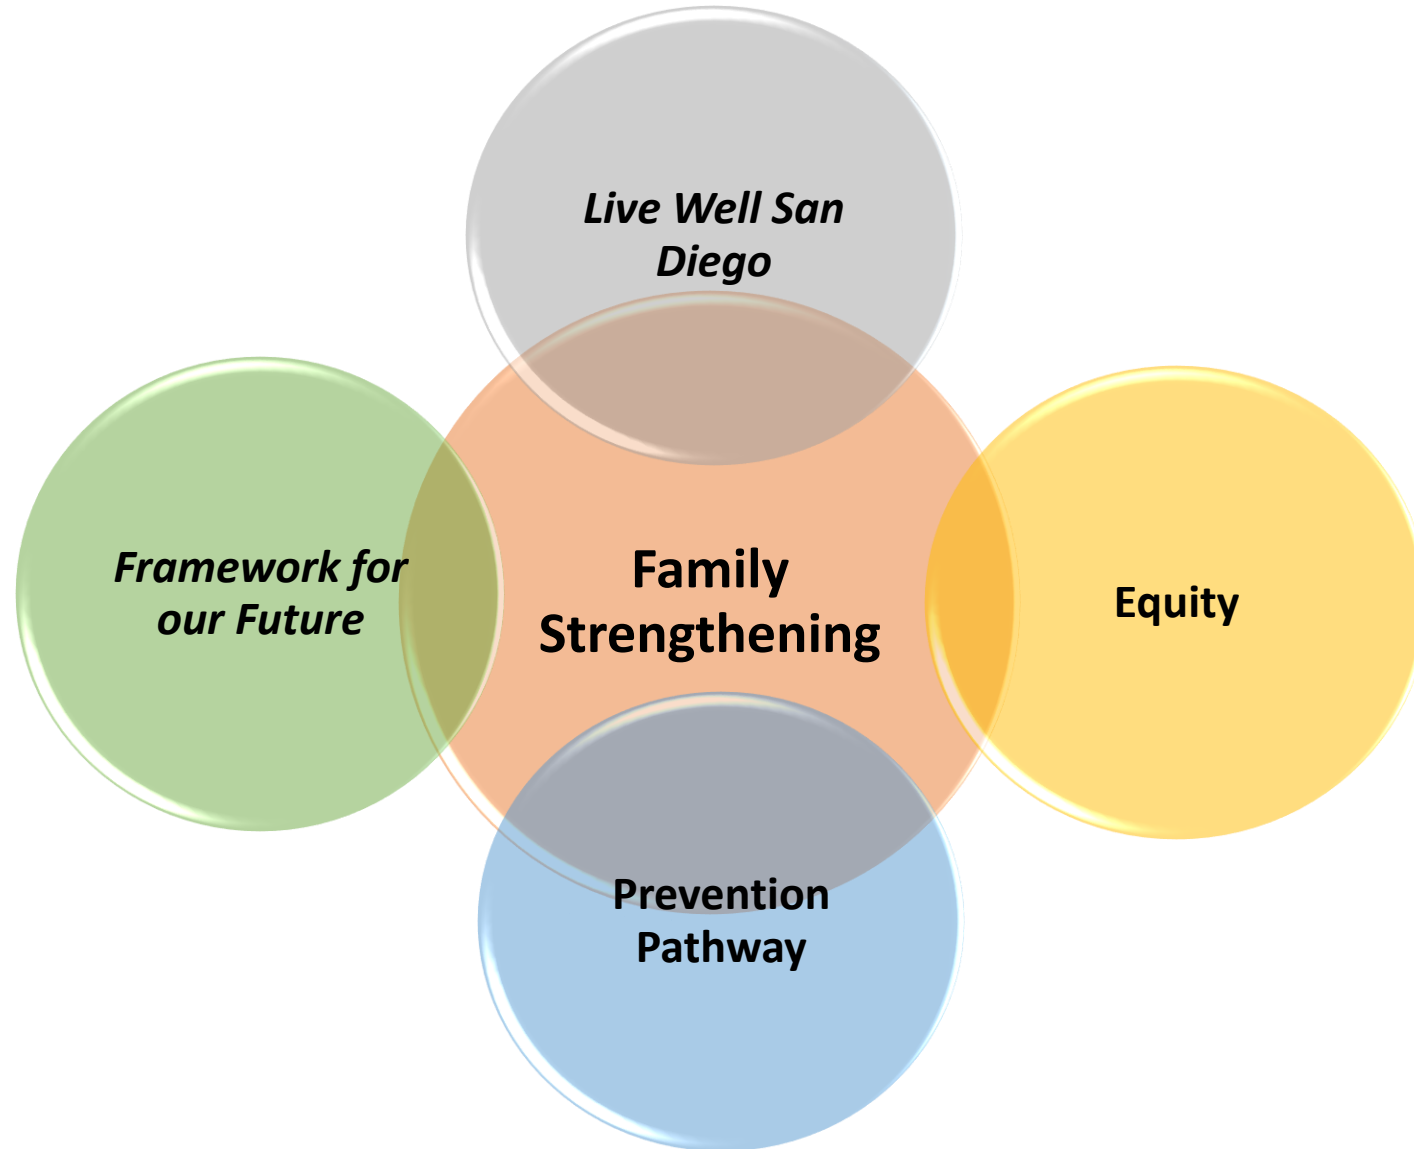 Live Well San
Diego
Framework for
our Future
Family
Strengthening
Equity
Prevention
Pathway